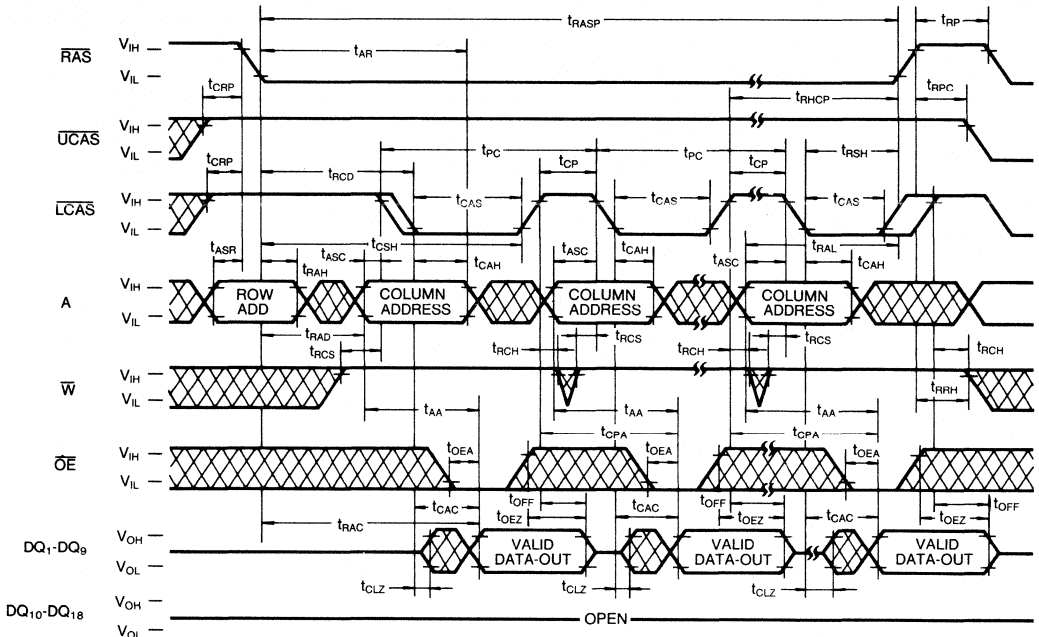 tRASP
tRP
tAR
RAS
VIH
VIL
tCRP
tRHCP
tRPC
UCAS
VIH
VIL
tCRP
tRCD
tPC
tCP
tPC
tCP
tRSH
LCAS
VIH
VIL
tCAS
tCAS
tCAS
tCSH
tRAL
tASR
tRAH
tASC
tCAH
tASC
tCAH
tASC
tCAH
A
VIH
VIL
ROW ADD
COLUMN ADDRESS
COLUMN ADDRESS
COLUMN ADDRESS
tRAD
tRCS
tRCH
tRCS
tRCH
tRCS
tRCH
W
VIH
VIL
tRRH
tAA
tAA
tAA
tCPA
tCPA
OE
VIH
VIL
tOEA
tOEA
tOEA
tCAC
tOFF
tCAC
tOFF
tCAC
tOFF
tRAC
tOEZ
tOEZ
tOEZ
DQ1-DQ9
VOH
VOL
VALID DATA-OUT
VALID DATA-OUT
VALID DATA-OUT
tCLZ
tCLZ
tCLZ
DQ10-DQ18
VOH
VOL
OPEN